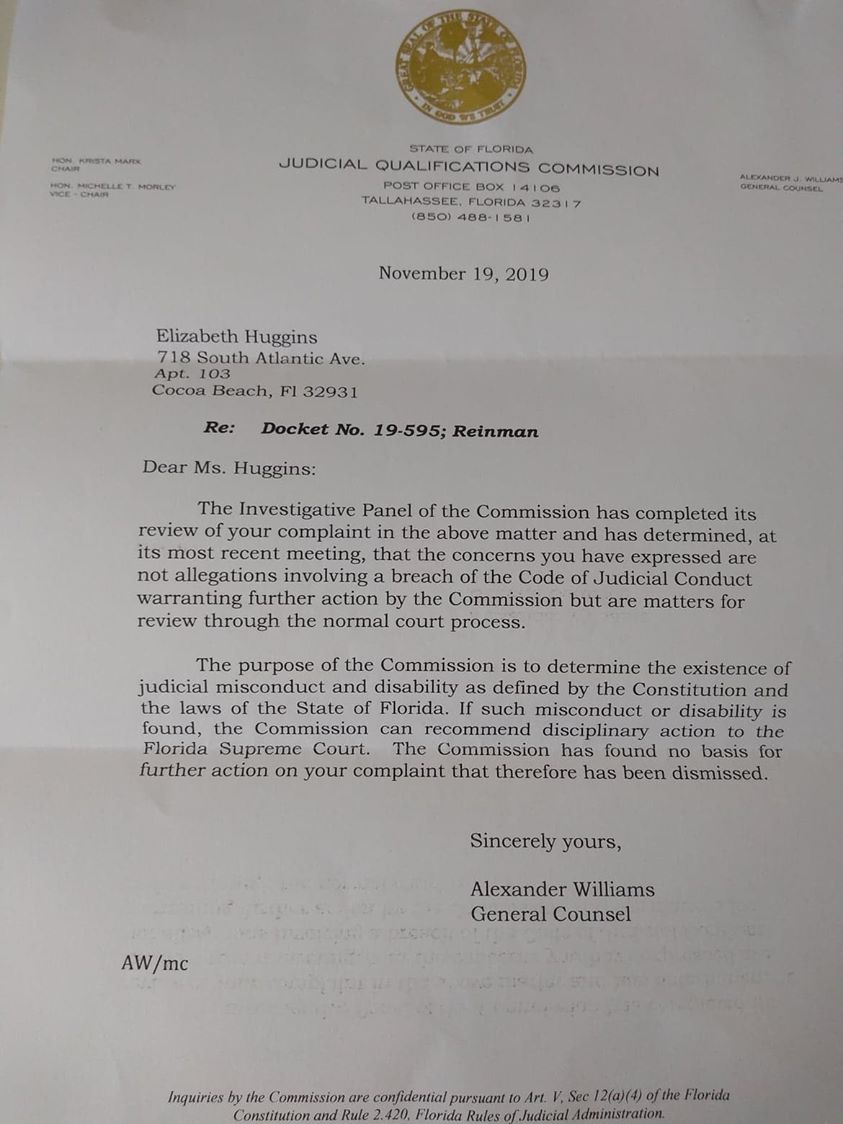 GREAT SEAL OF THE STATE OF FLORIDA
IN GOD WE TRUST
STATE OF FLORIDA
JUDICIAL QUALIFICATIONS COMMISSION
POST OFFICE BOX 14106
TALLAHASSEE, FLORIDA 32317
(850) 488-1581
HON. KRISTA MARX
CHAIR
HON. MICHELLE T. MORLEY
VICE - CHAIR
ALEXANDER J. WILLIAMS
GENERAL COUNSEL
November 19, 2019
Elizabeth Huggins
718 South Atlantic Ave.
Apt. 103
Cocoa Beach, Fl 32931
Re: Docket No. 19-595; Reinman
Dear Ms. Huggins:
The Investigative Panel of the Commission has completed its
review of your complaint in the above matter and has determined, at
its most recent meeting, that the concerns you have expressed are
not allegations involving a breach of the Code of Judicial Conduct
warranting further action by the Commission but are matters for
review through the normal court process.
The purpose of the Commission is to determine the existence of
judicial misconduct and disability as defined by the Constitution and
the laws of the State of Florida. If such misconduct or disability is
found, the Commission can recommend disciplinary action to the
Florida Supreme Court. The Commission has found no basis for
further action on your complaint that therefore has been dismissed.
Sincerely yours,
Alexander Williams
General Counsel
AW/mc
Inquiries by the Commission are confidential pursuant to Art. V, Sec 12(a)(4) of the Florida
Constitution and Rule 2.420, Florida Rules of Judicial Administration.